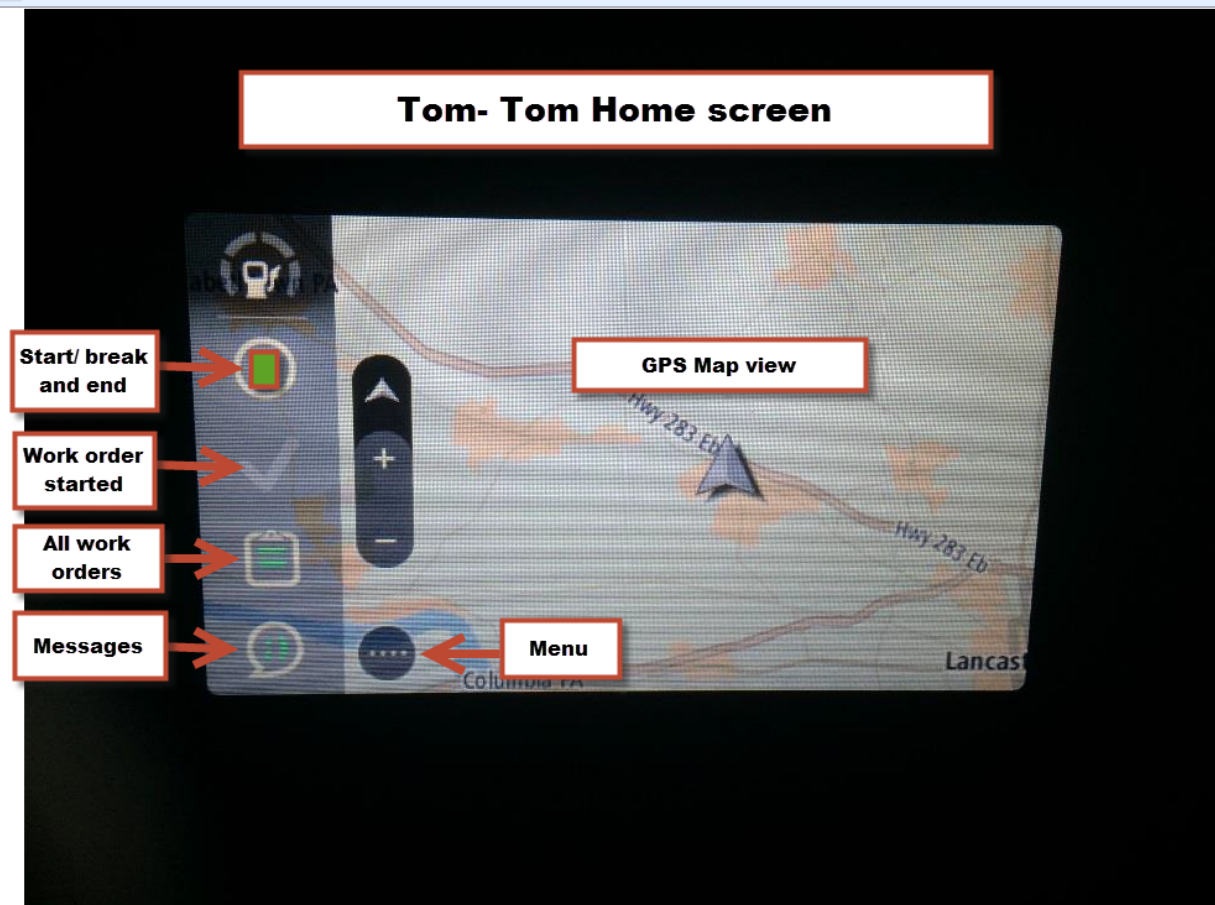 Tom- Tom Home screen
Start/ break
and end
GPS Map view
Hwy 283 Eb
Work order
started
Hwy 283 Eb
All work
orders
Messages
Menu
Lancast
Columbia PA